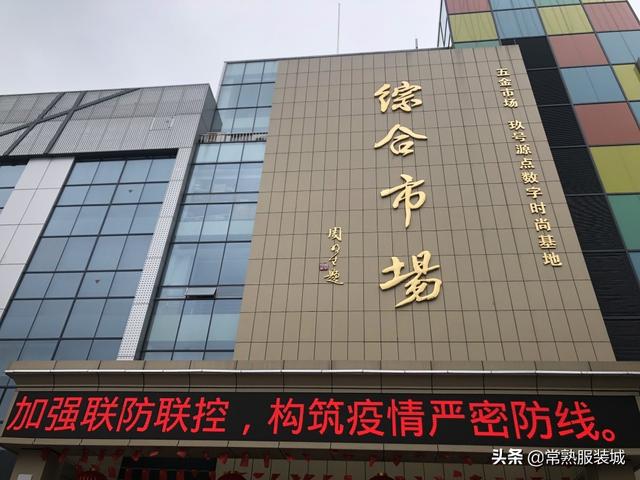 综合市場
五金市场 玖号源点数字时尚基地
题
加强联防联控，构筑疫情严密防线。
头条 @常熟服装城